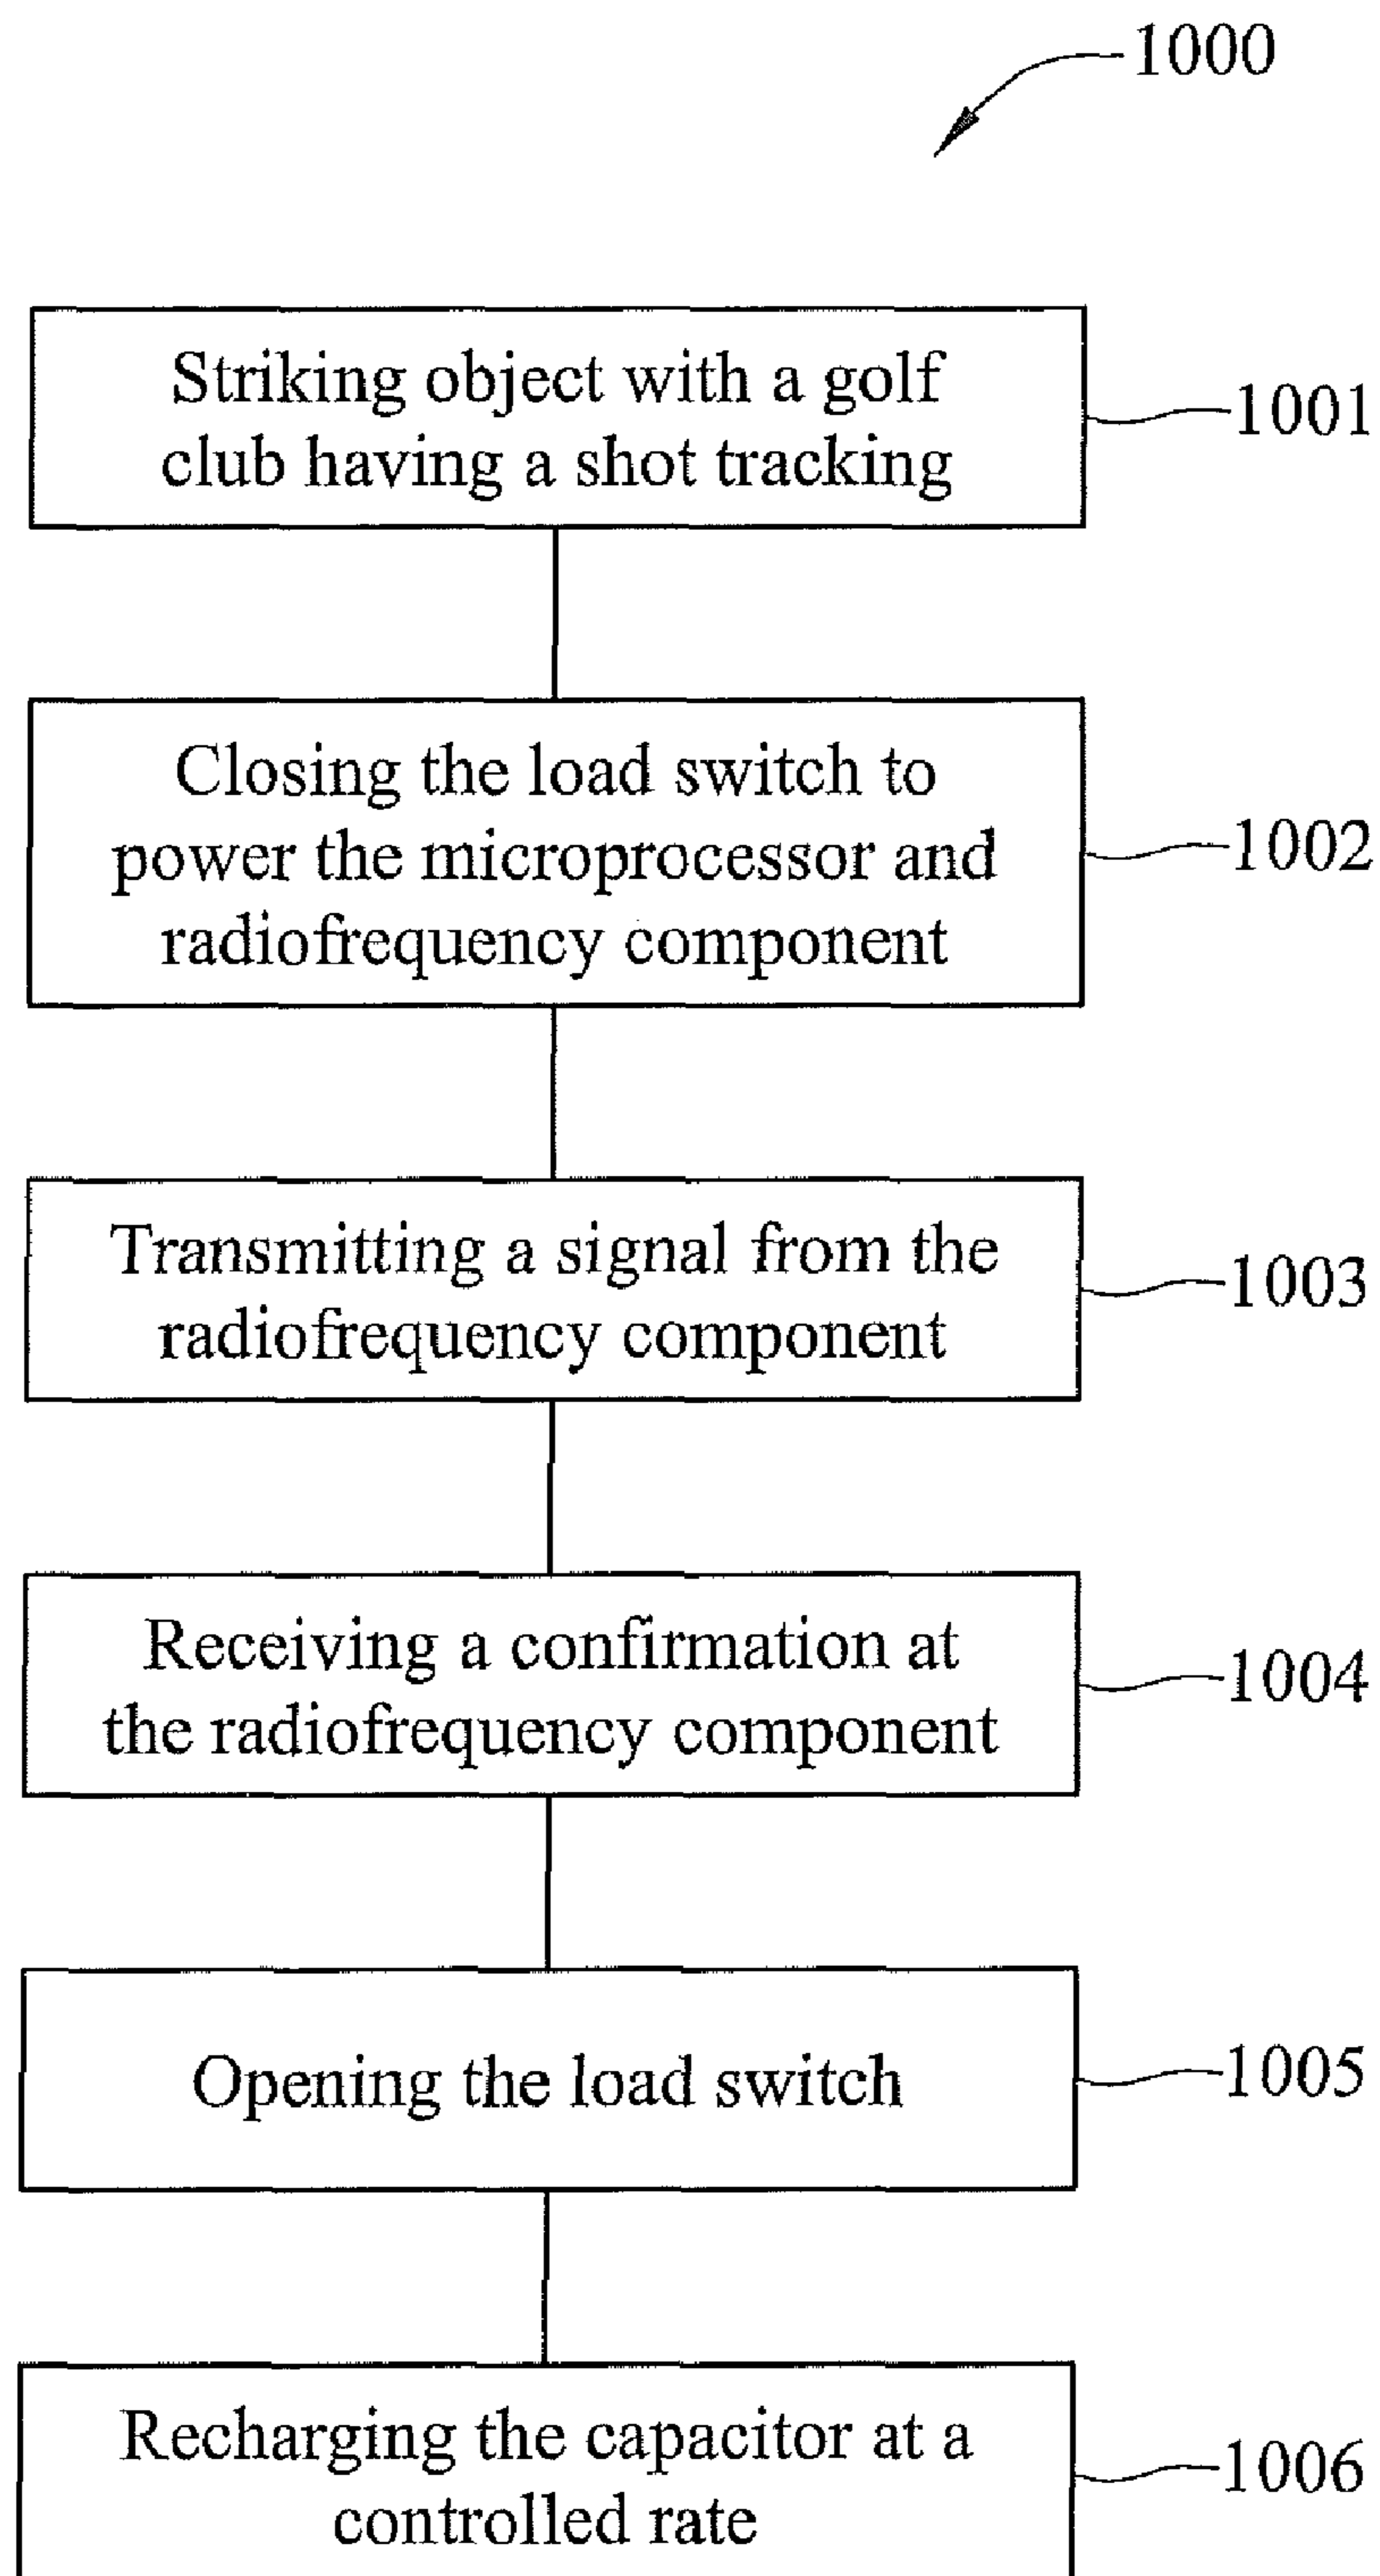 1000
Striking object with a golf
club having a shot tracking
1001
Closing the load switch to
power the microprocessor and
radiofrequency component
1002
Transmitting a signal from the
radiofrequency component
1003
Receiving a confirmation at
the radiofrequency component
1004
Opening the load switch
1005
Recharging the capacitor at a
controlled rate
1006